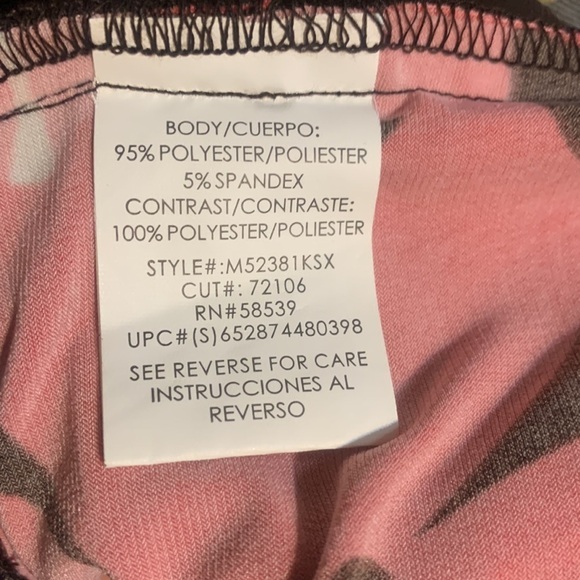 BODY/CUERPO:
95% POLYESTER/POLIESTER
5% SPANDEX
CONTRAST/CONTRASTE:
100% POLYESTER/POLIESTER
STYLE#:M52381KSX
CUT#: 72106
RN#58539
UPC#(S)652874480398
SEE REVERSE FOR CARE
INSTRUCCIONES AL
REVERSO